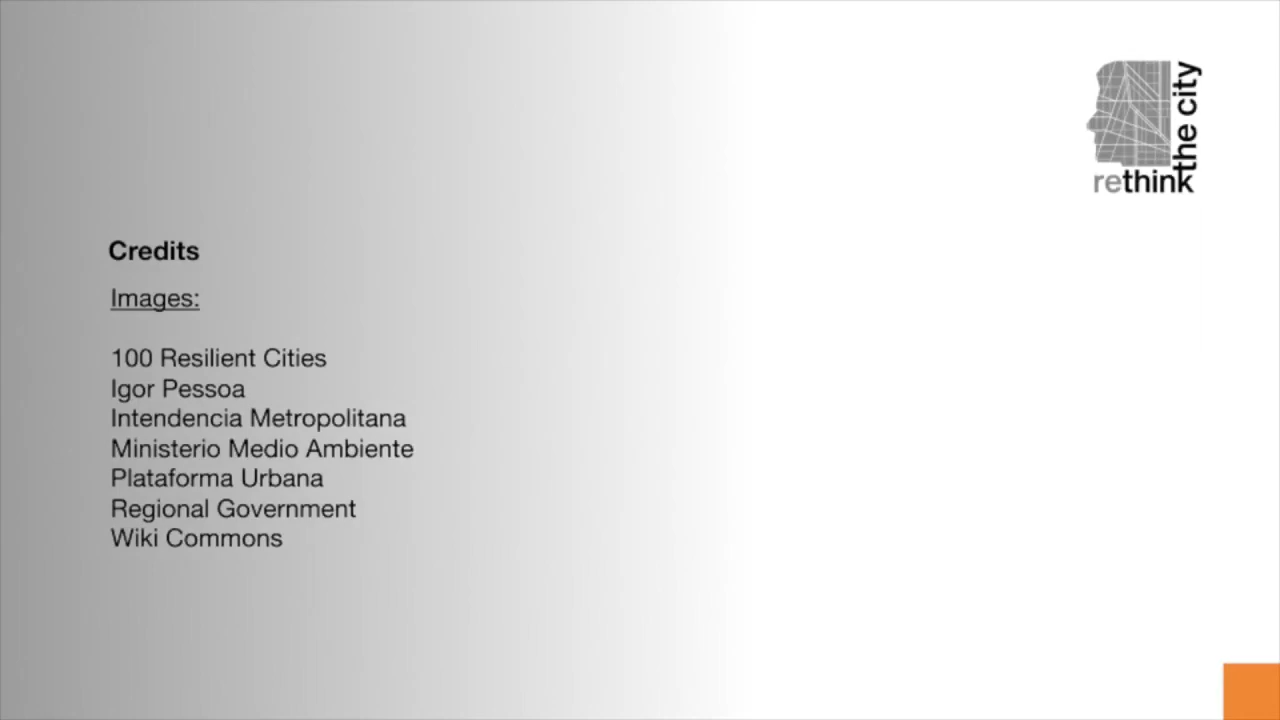 rethink
the city
Credits
Images:
100 Resilient Cities
Igor Pessoa
Intendencia Metropolitana
Ministerio Medio Ambiente
Plataforma Urbana
Regional Government
Wiki Commons